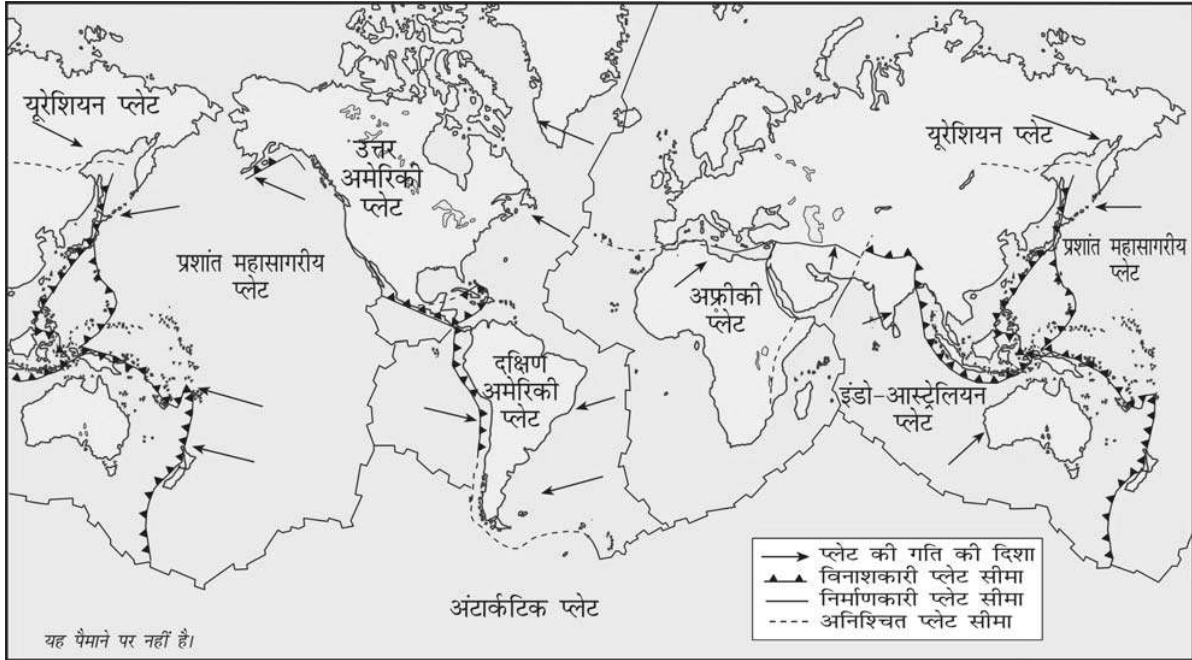 यूरेशियन प्लेट
उत्तर
अमेरिकी
प्लेट
यूरेशियन प्लेट
प्रशांत महासागरीय
प्लेट
अफ्रीकी
प्लेट
प्रशांत महासागरीय
प्लेट
दक्षिण
अमेरिकी
प्लेट
इंडो-आस्ट्रेलियन
प्लेट
अंटार्कटिक प्लेट
यह पैमाने पर नहीं है।
प्लेट की गति की दिशा
विनाशकारी प्लेट सीमा
निर्माणकारी प्लेट सीमा
अनिश्चित प्लेट सीमा